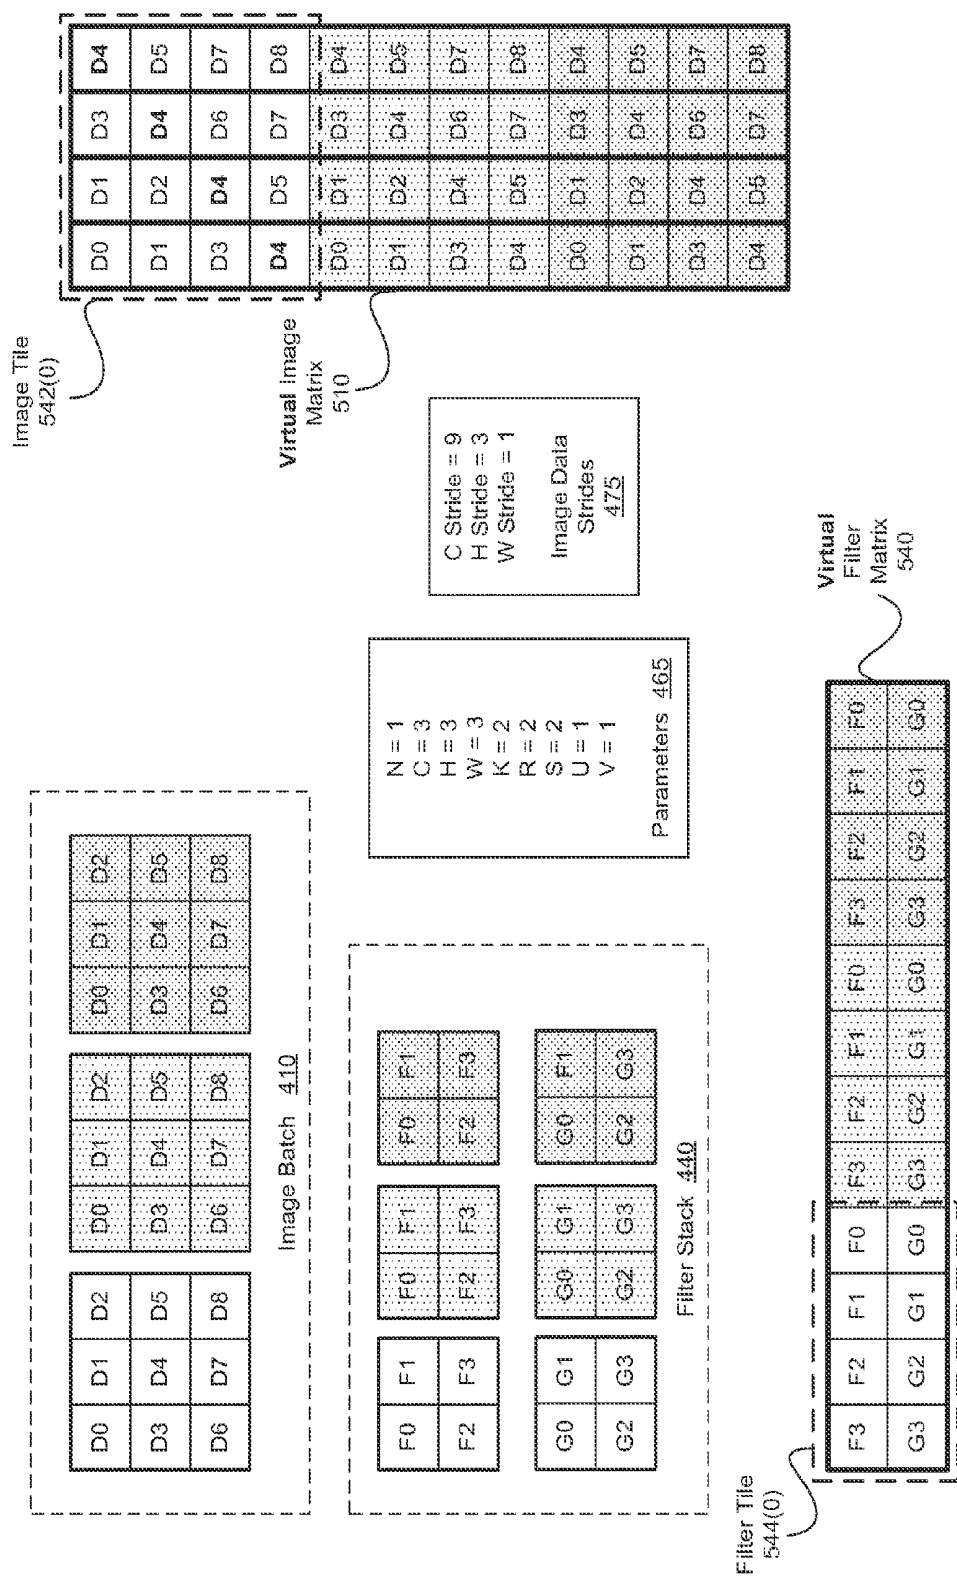 D0 D1 D2
D3 D4 D5
D6 D7 D8
D0 D1 D2
D3 D4 D5
D6 D7 D8
D0 D1 D2
D3 D4 D5
D6 D7 D8
Image Batch 410
F0 F1
F2 F3
F0 F1
F2 F3
F0 F1
F2 F3
G0 G1
G2 G3
G0 G1
G2 G3
G0 F1
G2 G3
Filter Stack 440
N = 1
C = 3
H = 3
W = 3
K = 2
R = 2
S = 2
U = 1
V = 1
Parameters 465
C Stride = 9
H Stride = 3
W Stride = 1
Image Data
Strides
475
Image Tile
542(0)
Virtual Image
Matrix
510
D0 D1 D3 D4
D1 D2 D4 D5
D3 D4 D6 D7
D4 D5 D7 D8
D0 D1 D3 D4
D1 D2 D4 D5
D3 D4 D6 D7
D4 D5 D7 D8
D0 D1 D3 D4
D1 D2 D4 D5
D3 D4 D6 D7
D4 D5 D7 D8
Filter Tile
544(0)
F3 F2 F1 F0 F3 F2 F1 F0 F3 F2 F1 F0
G3 G2 G1 G0 G3 G2 G1 G0 G3 G2 G1 G0
Virtual
Filter
Matrix
540